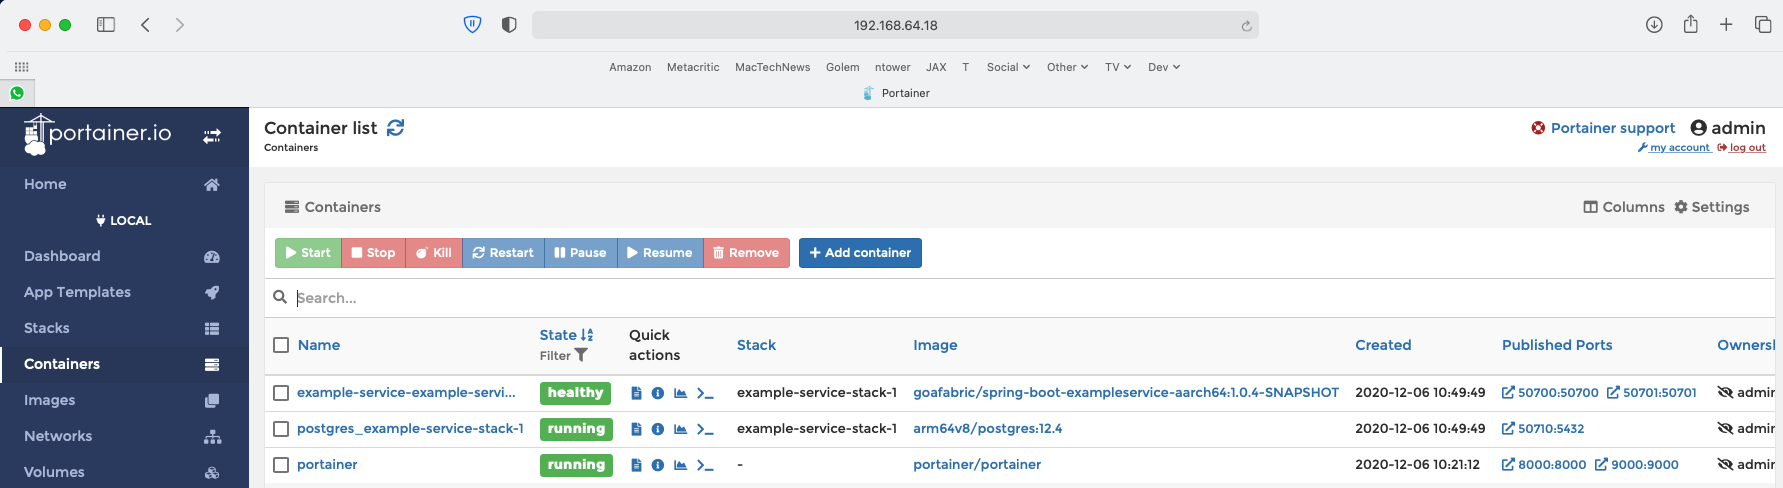 192.168.64.18
Amazon Metacritic MacTechNews Golem ntower JAX T Social Other TV Dev
Portainer
portainer.io
Container list
Portainer support admin
Containers
my account log out
Home
LOCAL
Containers
Columns Settings
Dashboard
Start Stop Kill Restart Pause Resume Remove + Add container
App Templates
Search...
Stacks
Name State Filter Quick actions Stack Image Created Published Ports Ownersh
Containers
example-service-example-servi... healthy example-service-stack-1 goafabric/spring-boot-exampleservice-aarch64:1.0.4-SNAPSHOT 2020-12-06 10:49:49 50700:50700 50701:50701 admin
Images
postgres_example-service-stack-1 running example-service-stack-1 arm64v8/postgres:12.4 2020-12-06 10:49:49 50710:5432 admin
Networks
portainer running - portainer/portainer 2020-12-06 10:21:12 8000:8000 9000:9000 admin
Volumes